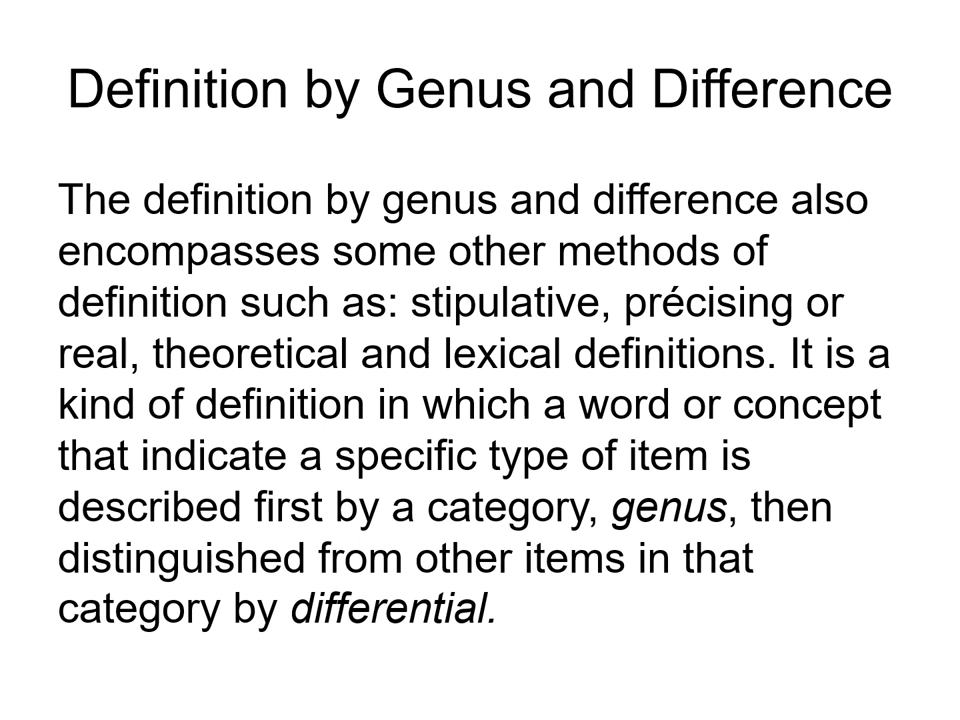 Definition by Genus and Difference
The definition by genus and difference also
encompasses some other methods of
definition such as: stipulative, précising or
real, theoretical and lexical definitions. It is a
kind of definition in which a word or concept
that indicate a specific type of item is
described first by a category, genus, then
distinguished from other items in that
category by differential.